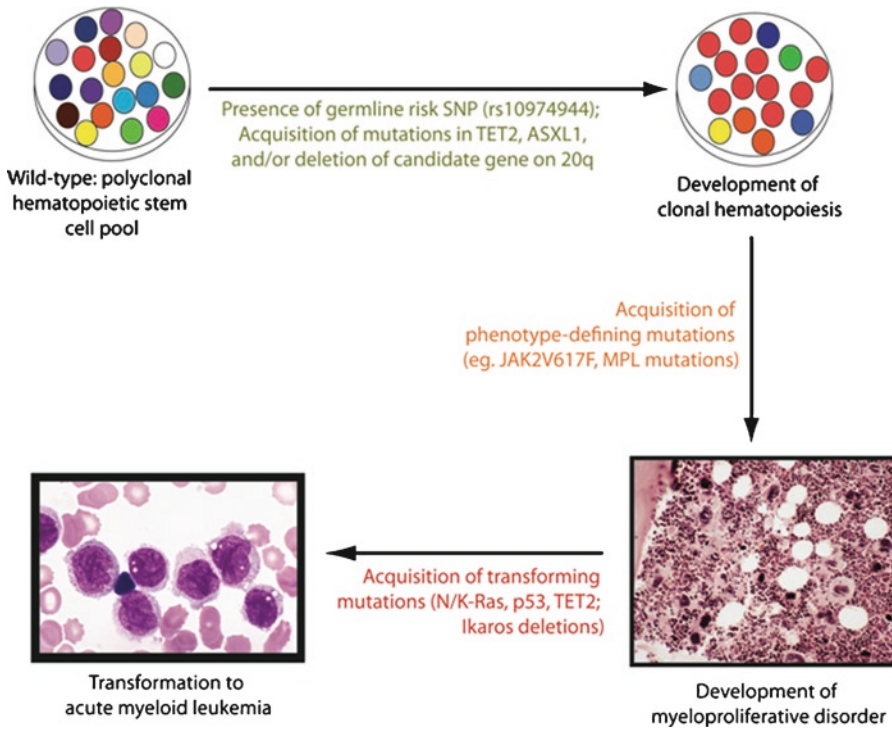 Wild-type: polyclonal
hematopoietic stem
cell pool
Presence of germline risk SNP (rs10974944);
Acquisition of mutations in TET2, ASXL1,
and/or deletion of candidate gene on 20q
Development of
clonal hematopoiesis
Acquisition of
phenotype-defining mutations
(eg. JAK2V617F, MPL mutations)
Development of
myeloproliferative disorder
Acquisition of transforming
mutations (N/K-Ras, p53, TET2;
Ikaros deletions)
Transformation to
acute myeloid leukemia